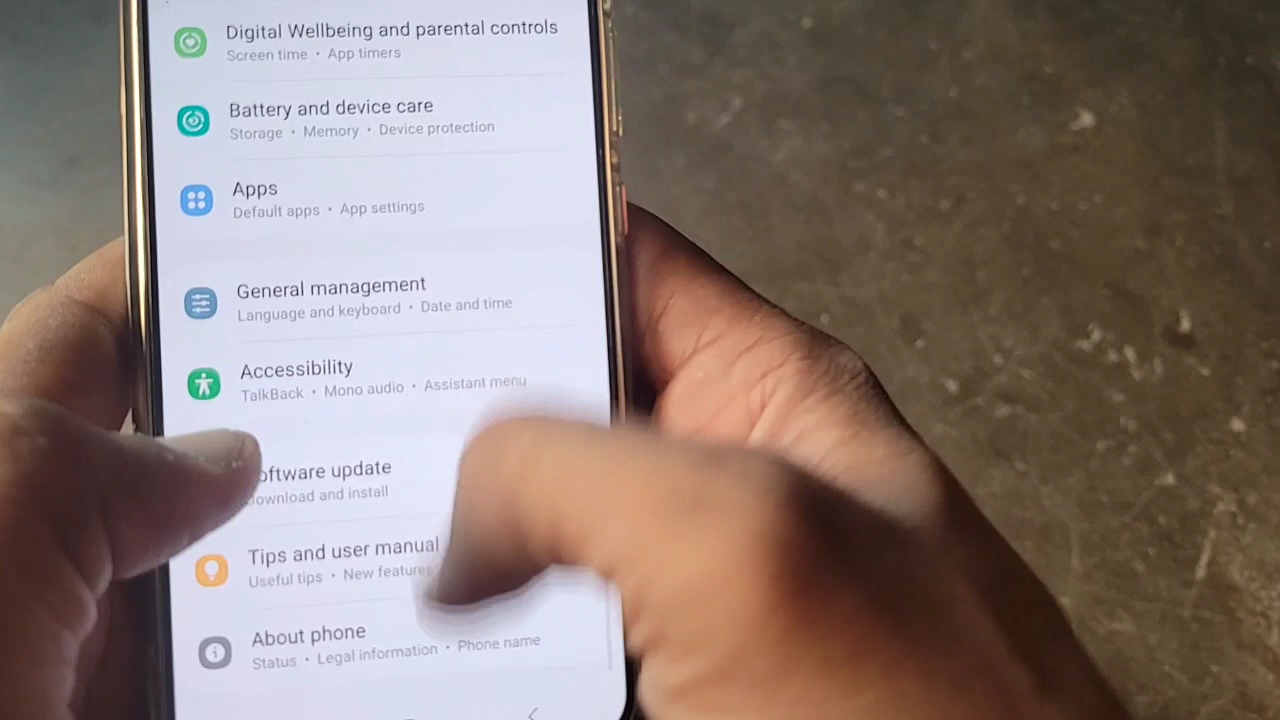 Digital Wellbeing and parental controls
Screen time • App timers
Battery and device care
Storage • Memory • Device protection
Apps
Default apps • App settings
General management
Language and keyboard • Date and time
Accessibility
TalkBack • Mono audio • Assistant menu
oftware update
ownload and install
Tips and user manual
Useful tips • New features
About phone
Status • Legal information • Phone name